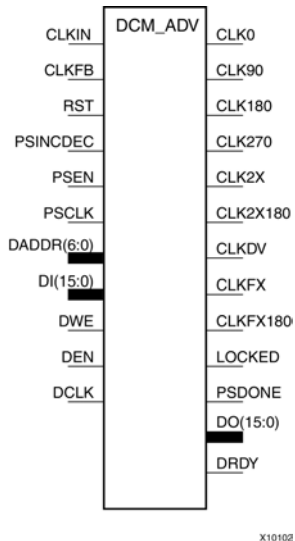 DCM_ADV
CLKIN
CLKFB
RST
PSINCDEC
PSEN
PSCLK
DADDR(6:0)
DI(15:0)
DWE
DEN
DCLK
CLK0
CLK90
CLK180
CLK270
CLK2X
CLK2X180
CLKDV
CLKFX
CLKFX180
LOCKED
PSDONE
DO(15:0)
DRDY
X10102